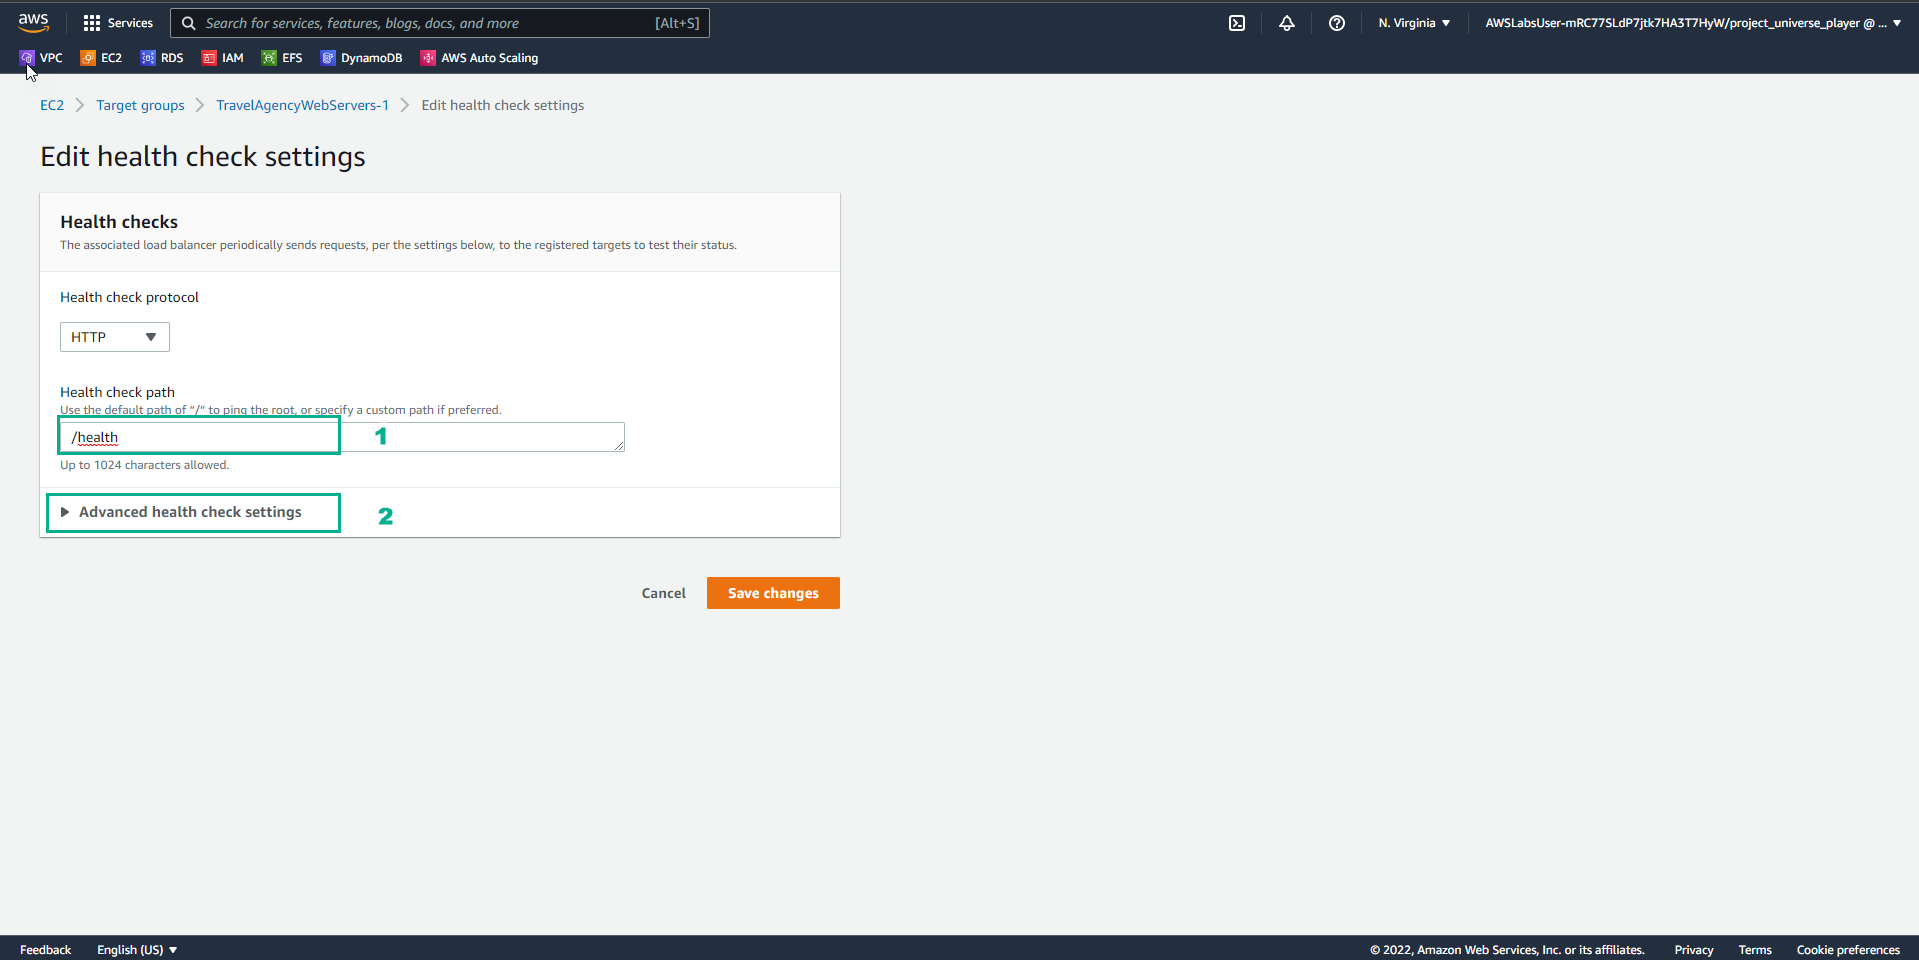 aws Services Search for services, features, blogs, docs, and more [Alt+S] N. Virginia AWSLabsUser-mRC77SLdP7jtk7HA3T7HyW/project_universe_player @ ...
VPC EC2 RDS IAM EFS DynamoDB AWS Auto Scaling
EC2 Target groups TravelAgencyWebServers-1 Edit health check settings
Edit health check settings
Health checks
The associated load balancer periodically sends requests, per the settings below, to the registered targets to test their status.
Health check protocol
HTTP
Health check path
Use the default path of "/" to ping the root, or specify a custom path if preferred.
/health 1
Up to 1024 characters allowed.
Advanced health check settings 2
Cancel Save changes
Feedback English (US) © 2022, Amazon Web Services, Inc. or its affiliates. Privacy Terms Cookie preferences